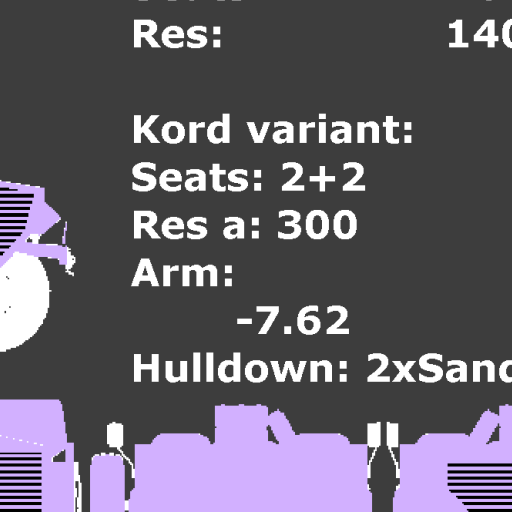 Res: 140
Kord variant:
Seats: 2+2
Res a: 300
Arm:
-7.62
Hulldown: 2xSand